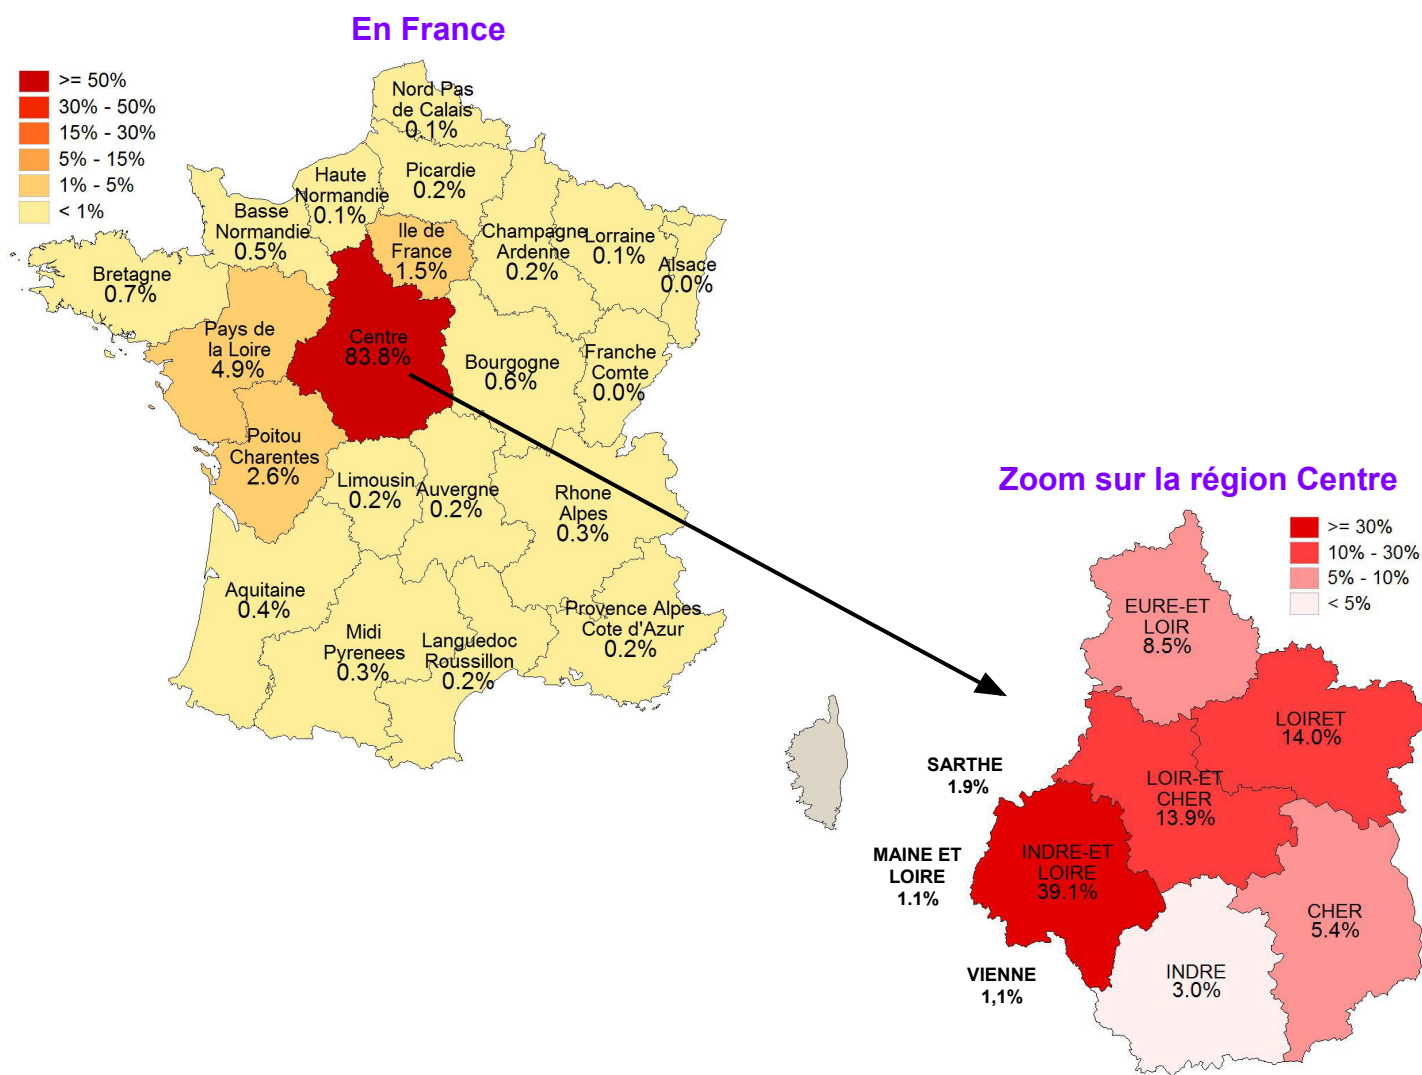 En France
>= 50%
30% - 50%
15% - 30%
5% - 15%
1% - 5%
< 1%
Nord Pas
de Calais
0.1%
Picardie
0.2%
Haute
Normandie
0.1%
Basse
Normandie
0.5%
Ile de
France
1.5%
Champagne
Ardenne
0.2%
Lorraine
0.1%
Alsace
0.0%
Bretagne
0.7%
Pays de
la Loire
4.9%
Centre
83.8%
Bourgogne
0.6%
Franche
Comte
0.0%
Poitou
Charentes
2.6%
Limousin
0.2%
Auvergne
0.2%
Rhone
Alpes
0.3%
Aquitaine
0.4%
Midi
Pyrenees
0.3%
Languedoc
Roussillon
0.2%
Provence Alpes
Cote d'Azur
0.2%
Zoom sur la région Centre
>= 30%
10% - 30%
5% - 10%
< 5%
EURE-ET
LOIR
8.5%
LOIRET
14.0%
LOIR-ET
CHER
13.9%
SARTHE
1.9%
INDRE-ET
LOIRE
39.1%
MAINE ET
LOIRE
1.1%
CHER
5.4%
VIENNE
1,1%
INDRE
3.0%